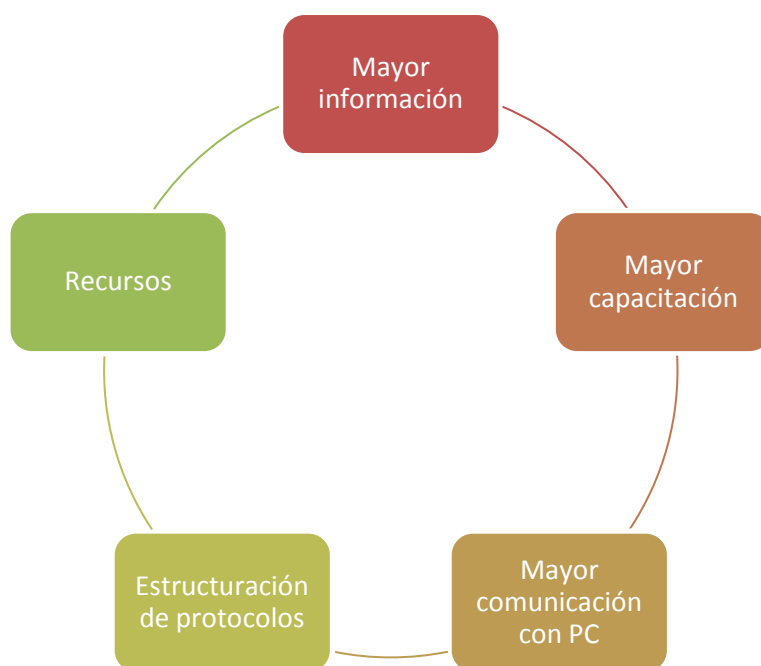 Mayor
información
Mayor
capacitación
Mayor
comunicación
con PC
Estructuración
de protocolos
Recursos